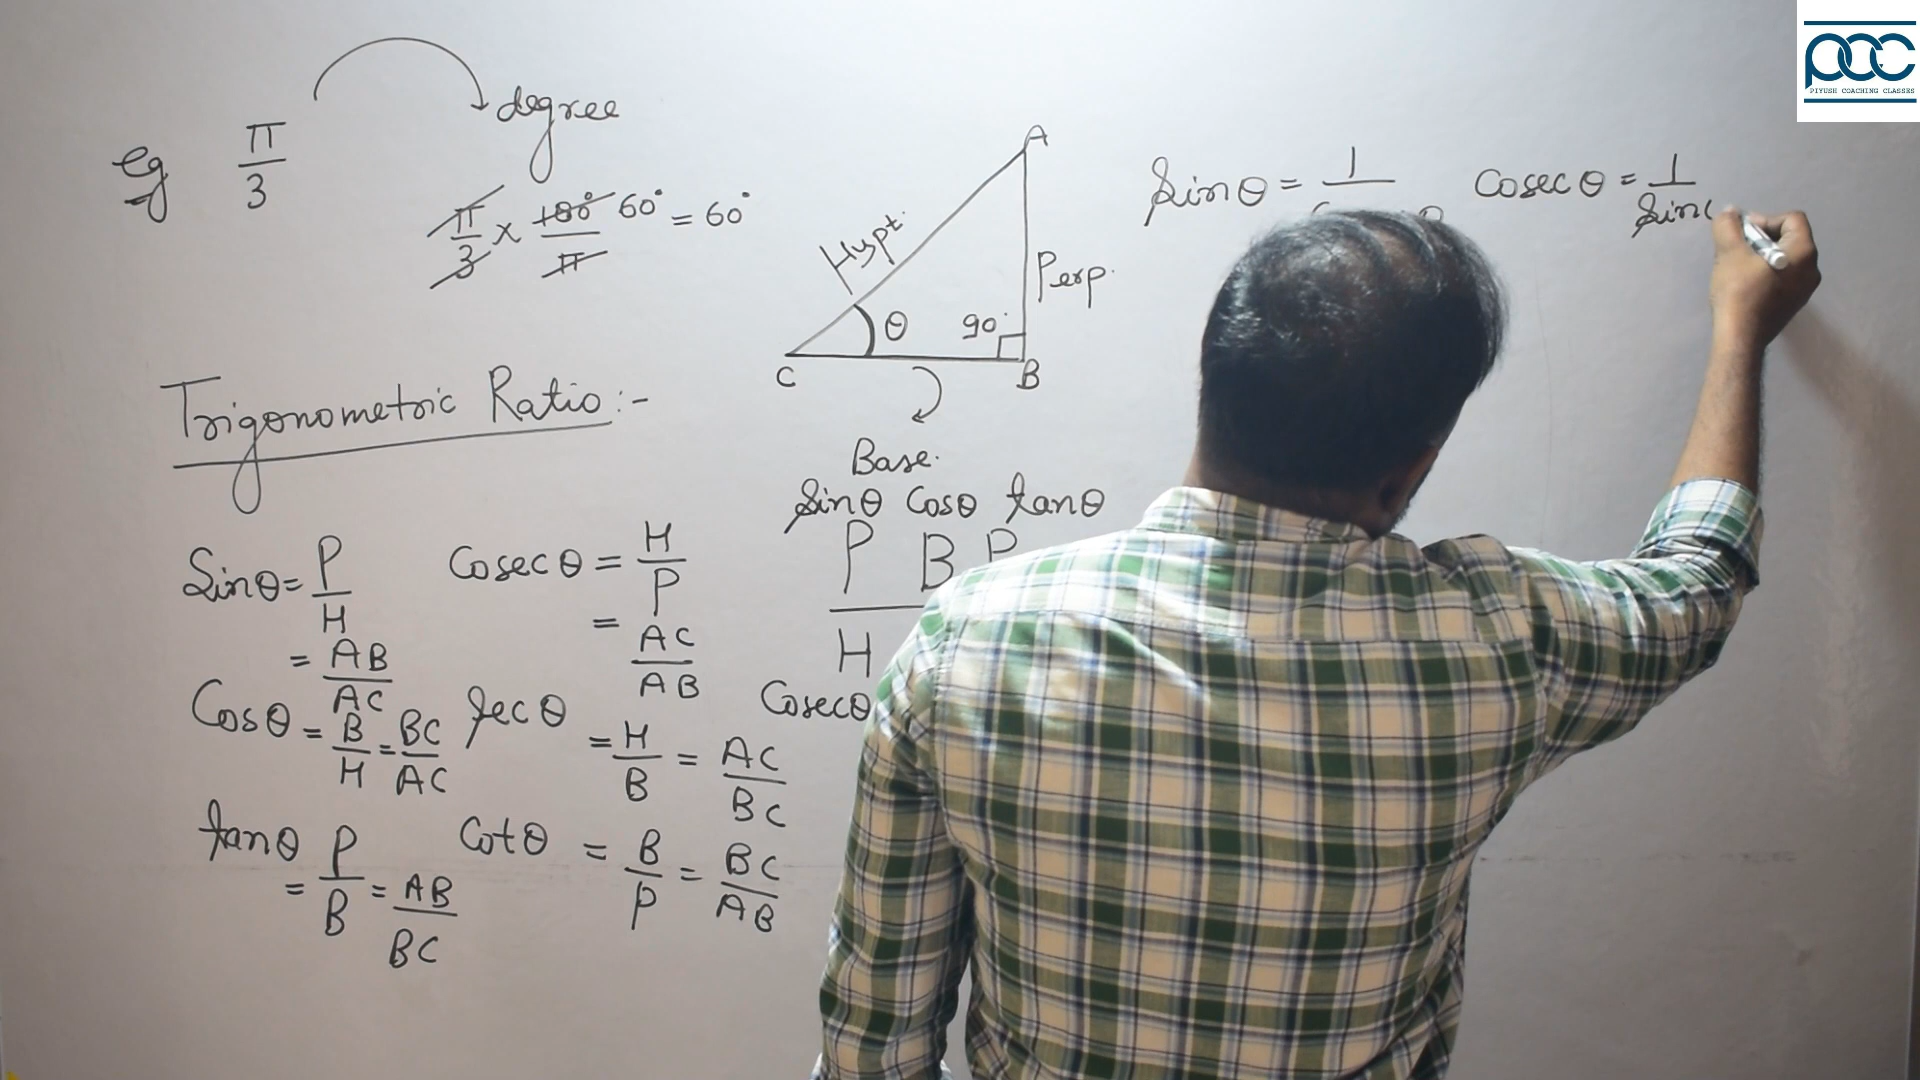 degree
eg π/3
π/3 × 180°/π 60° = 60°
A
Hypt.
Perp.
θ 90°
C B
Base.
Sinθ = 1/
Cosecθ = 1/Sin
PCC
PIYUSH COACHING CLASSES
Trigonometric Ratio:-
Sinθ = P/H
= AB/AC
Cosecθ = H/P
= AC/AB
Cosθ = B/H = BC/AC
Secθ = H/B = AC/BC
tanθ = P/B = AB/BC
Cotθ = B/P = BC/AB
Sinθ Cosθ tanθ
P B P
H
Cosecθ